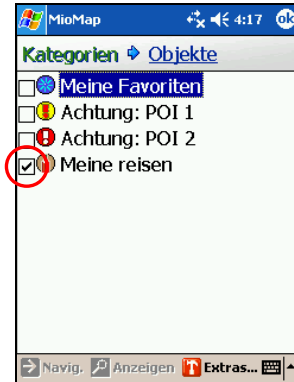 MioMap 4:17 ok
Kategorien Objekte
Meine Favoriten
Achtung: POI 1
Achtung: POI 2
Meine reisen
Navig. Anzeigen Extras...